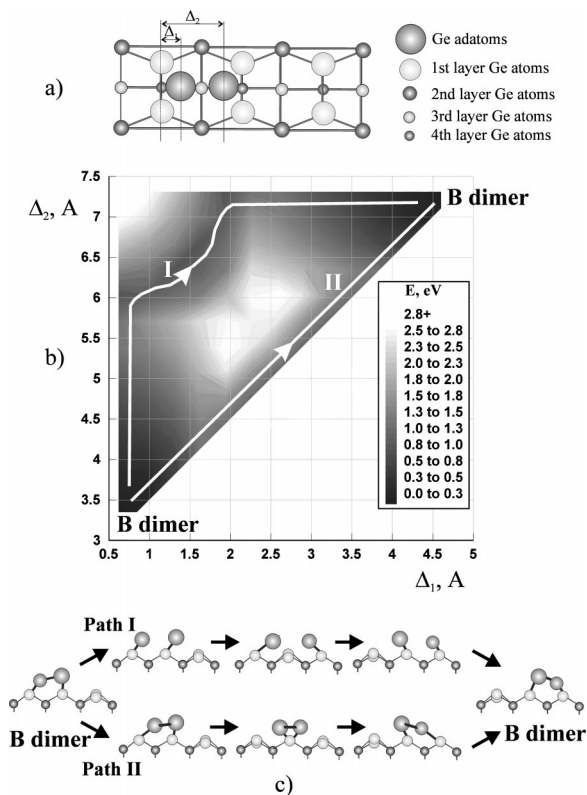 Δ₂
Δ₁
a)
Ge adatoms
1st layer Ge atoms
2nd layer Ge atoms
3rd layer Ge atoms
4th layer Ge atoms
Δ₂, A
7.5
7
6.5
6
5.5
5
4.5
4
3.5
3
b)
B dimer
I
II
E, eV
2.8+
2.5 to 2.8
2.3 to 2.5
2.0 to 2.3
1.8 to 2.0
1.5 to 1.8
1.3 to 1.5
1.0 to 1.3
0.8 to 1.0
0.5 to 0.8
0.3 to 0.5
0.0 to 0.3
B dimer
0.5 1 1.5 2 2.5 3 3.5 4 4.5 5
Δ₁, A
Path I
B dimer
B dimer
Path II
c)